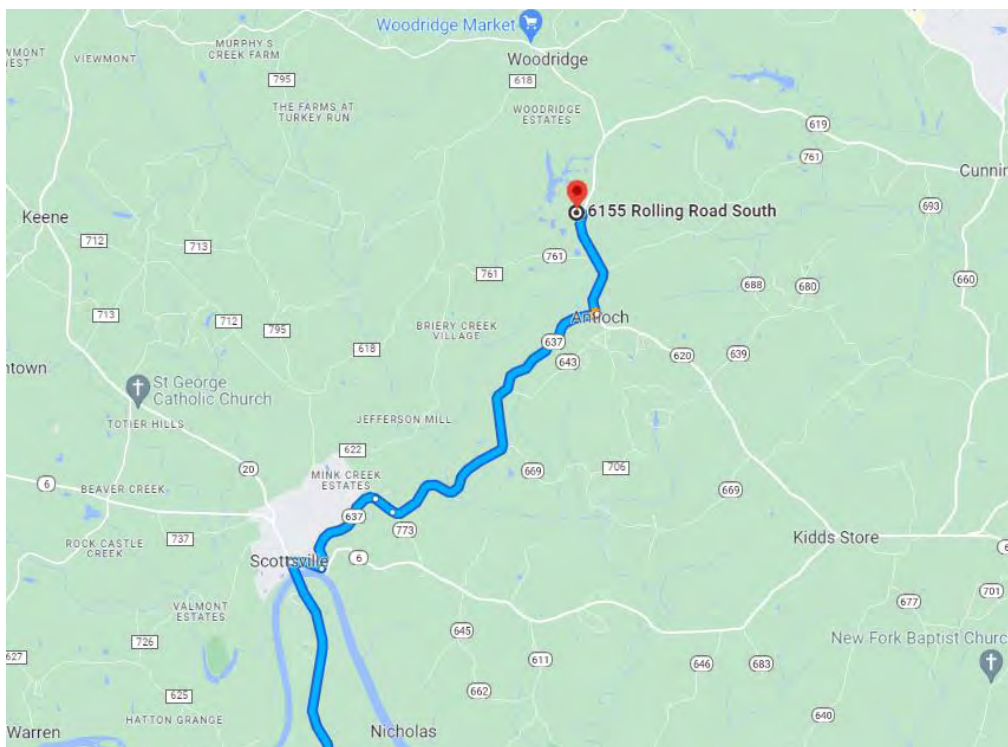 Woodridge Market
Woodridge
MURPHY S
CREEK FARM
VIEWMONT
795
618
THE FARMS AT
TURKEY RUN
WOODRIDGE
ESTATES
619
761
693
6155 Rolling Road South
Keene
712
713
761
761
688
680
660
713
712
795
Antioch
BRIERY CREEK
VILLAGE
637
618
643
620
639
St George
Catholic Church
TOTIER HILLS
JEFFERSON MILL
622
20
MINK CREEK
ESTATES
669
706
6
BEAVER CREEK
669
637
773
737
ROCK CASTLE
CREEK
Kidds Store
Scottsville
6
VALMONT
ESTATES
677
701
726
645
New Fork Baptist Churc
627
611
646
683
625
662
640
HATTON GRANGE
Warren
Nicholas